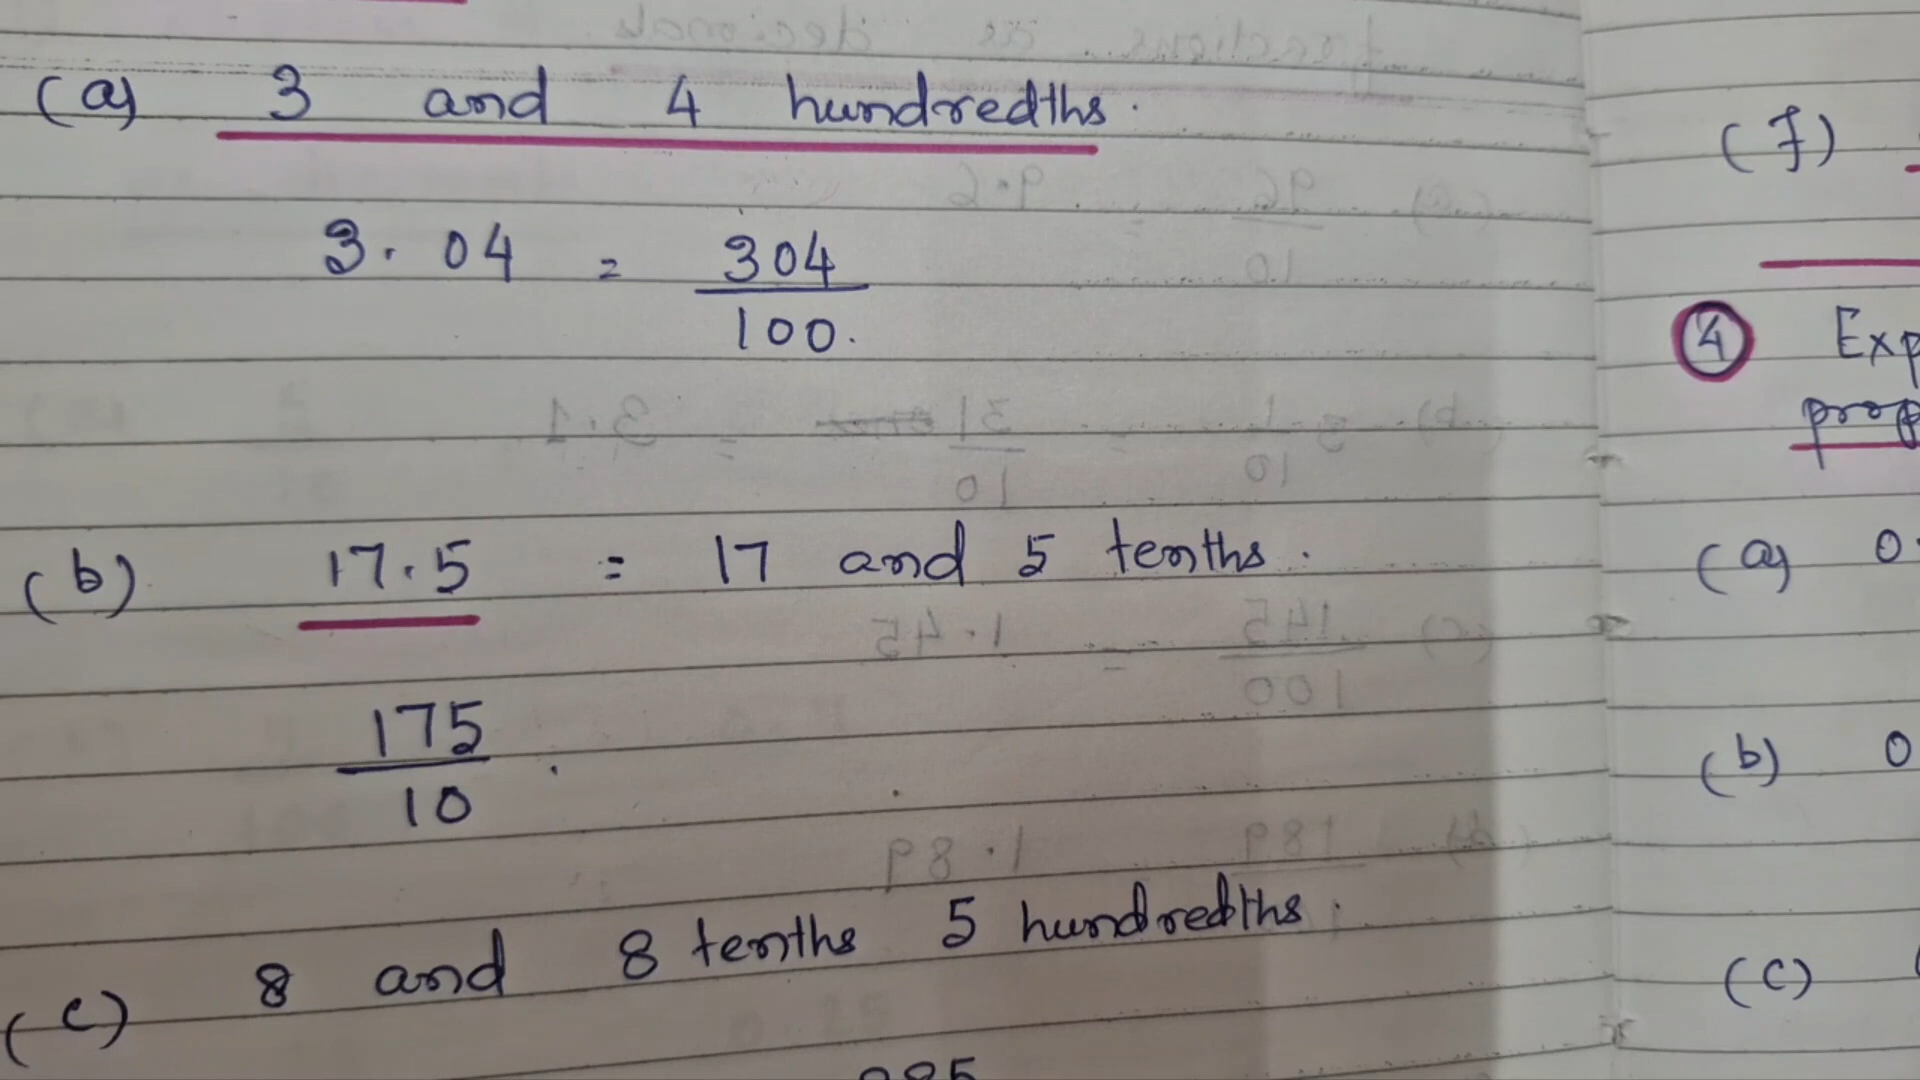 (a) 3 and 4 hundredths.
3.04 = 304/100.
(b) 17.5 = 17 and 5 tenths.
175/10.
(c) 8 and 8 tenths 5 hundredths.
(f)
4 Exp
prop
(a) 0.
(b) 0
(c)